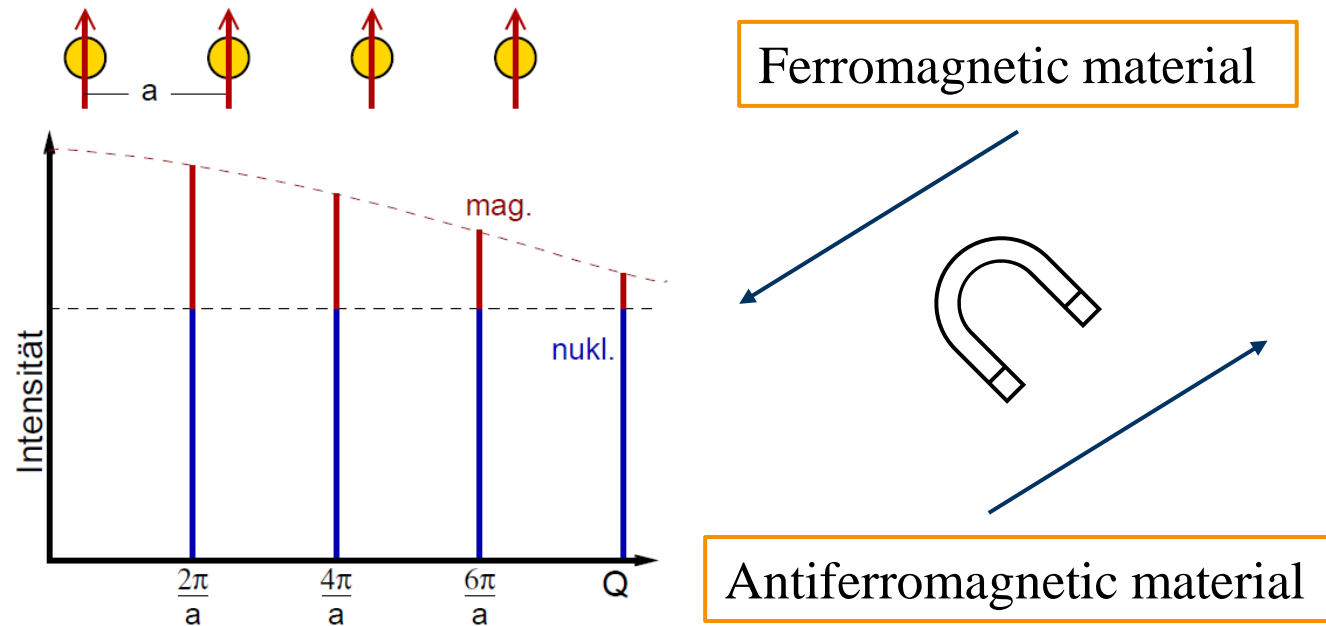 a
Intensität
mag.
nukl.
2π
a
4π
a
6π
a
Q
Ferromagnetic material
Antiferromagnetic material